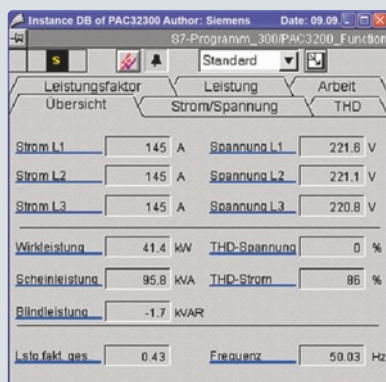 Instance DB of PAC32300 Author: Siemens Date: 09.09.
S7-Programm_300/PAC3200_Function
S Standard
Leistungsfaktor Leistung Arbeit
Übersicht Strom/Spannung THD
Strom L1 145 A Spannung L1 221.6 V
Strom L2 145 A Spannung L2 221.1 V
Strom L3 145 A Spannung L3 220.8 V
Wirkleistung 41.4 kW THD-Spannung 0 %
Scheinleistung 95.8 kVA THD-Strom 86 %
Blindleistung -1.7 kVAR
Lstg.fakt. ges. 0.43 Frequenz 50.03 Hz